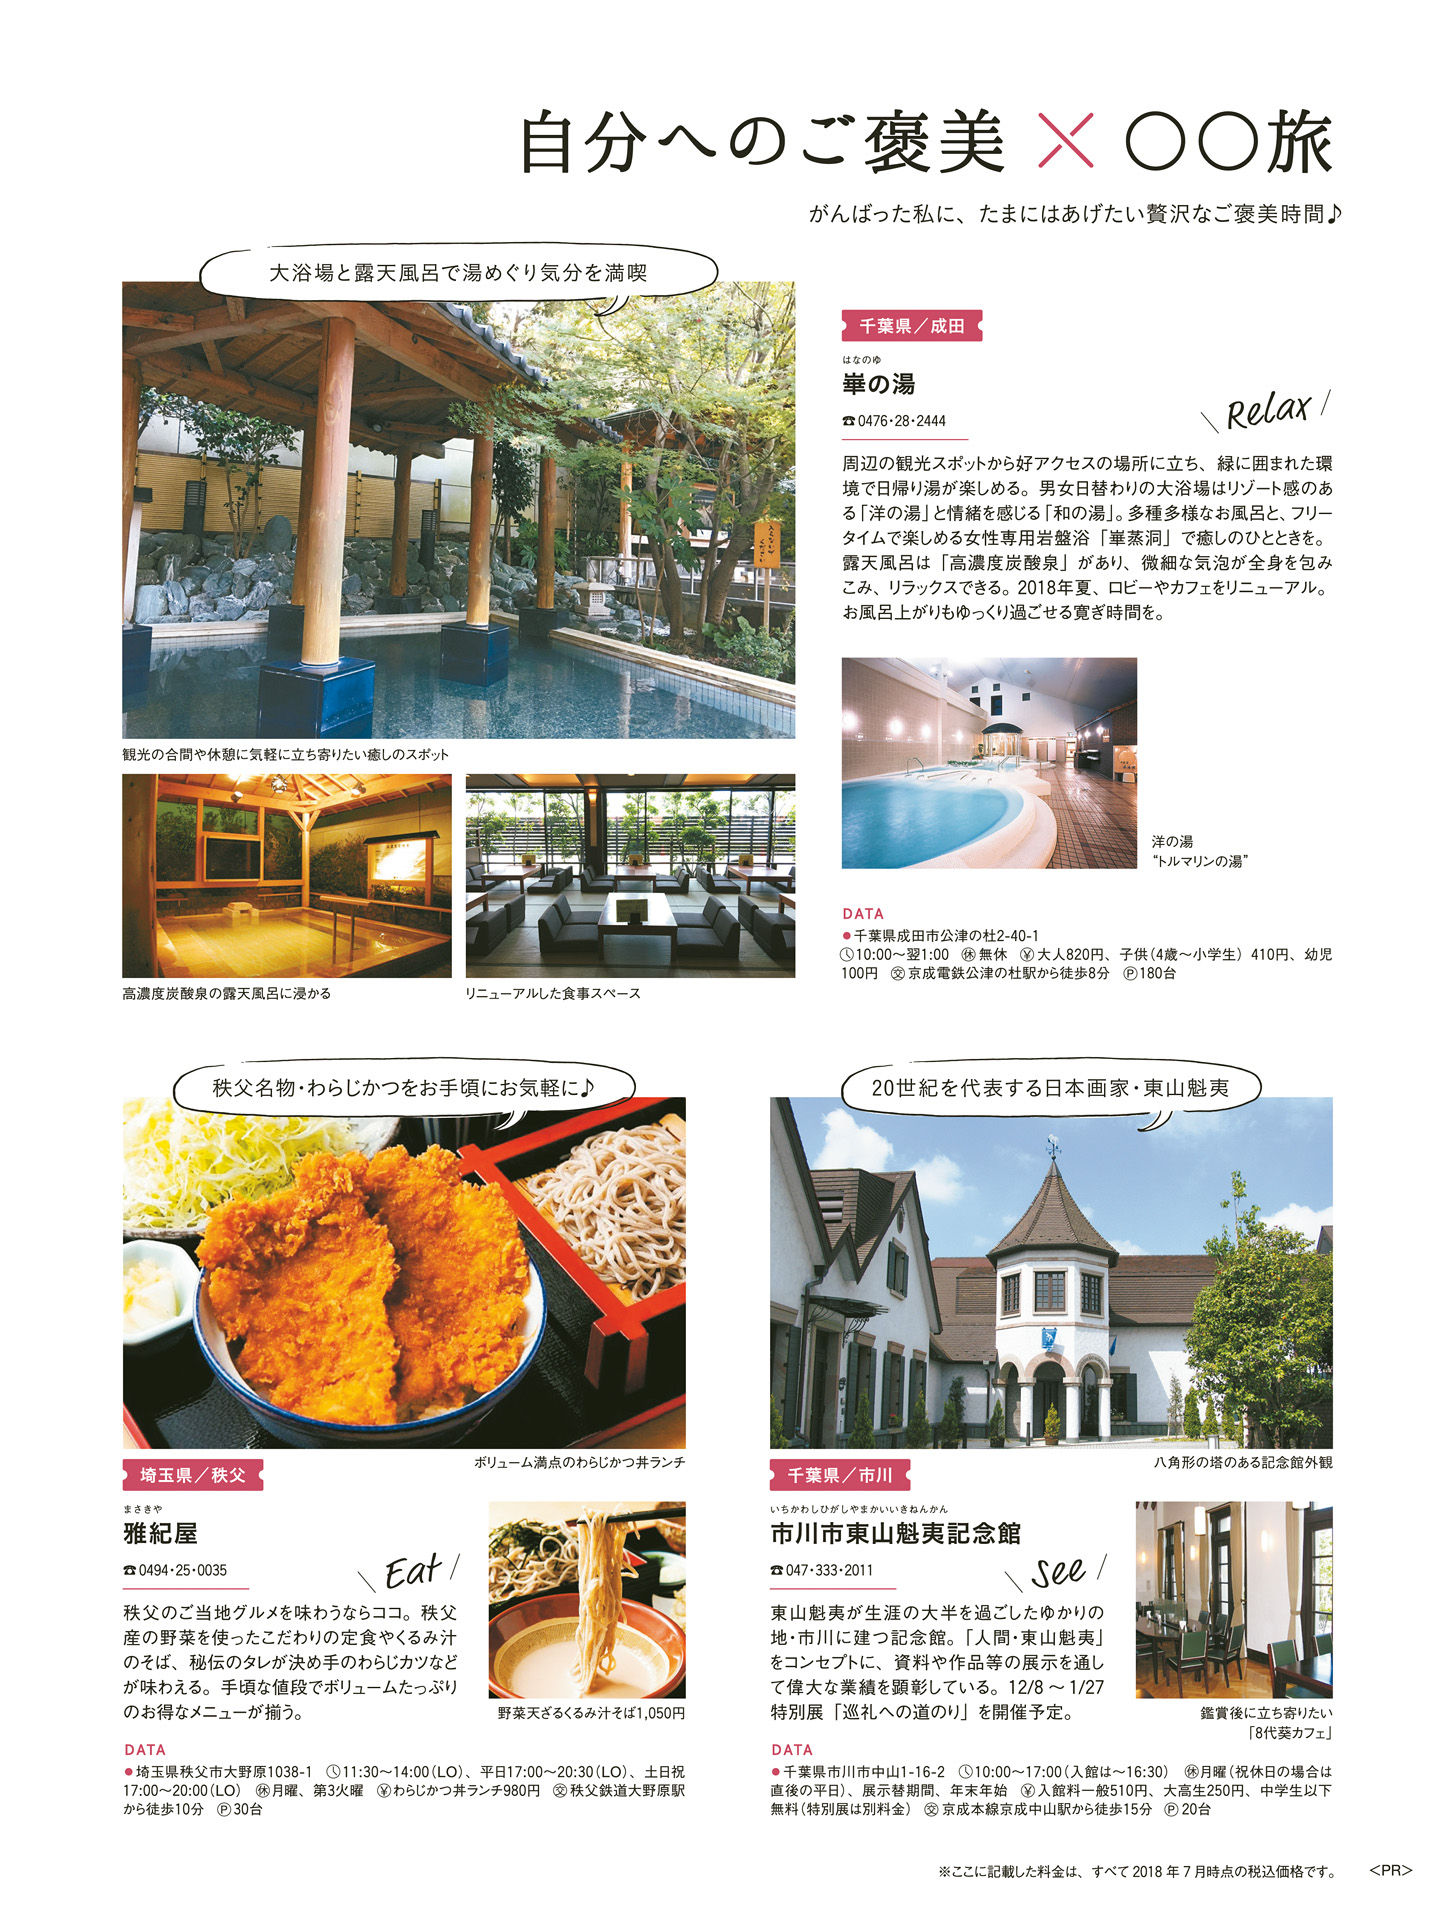 自分へのご褒美×○○旅
がんばった私に、たまにはあげたい贅沢なご褒美時間♪
大浴場と露天風呂で湯めぐり気分を満喫
観光の合間や休憩に気軽に立ち寄りたい癒しのスポット
高濃度炭酸泉の露天風呂に浸かる
リニューアルした食事スペース
千葉県／成田
はなのゆ
崋の湯
☎0476・28・2444
Relax
周辺の観光スポットから好アクセスの場所に立ち、緑に囲まれた環
境で日帰り湯が楽しめる。男女日替わりの大浴場はリゾート感のあ
る「洋の湯」と情緒を感じる「和の湯」。多種多様なお風呂と、フリー
タイムで楽しめる女性専用岩盤浴「崋蒸洞」で癒しのひとときを。
露天風呂は「高濃度炭酸泉」があり、微細な気泡が全身を包み
こみ、リラックスできる。2018年夏、ロビーやカフェをリニューアル。
お風呂上がりもゆっくり過ごせる寛ぎ時間を。
洋の湯
“トルマリンの湯”
DATA
●千葉県成田市公津の杜2-40-1
10:00～翌1:00 ㊡無休 ¥大人820円、子供（4歳～小学生）410円、幼児
100円 交京成電鉄公津の杜駅から徒歩8分 Ⓟ180台
秩父名物・わらじかつをお手頃にお気軽に♪
ボリューム満点のわらじかつ丼ランチ
埼玉県／秩父
まさきや
雅紀屋
☎0494・25・0035
Eat
秩父のご当地グルメを味わうならココ。秩父
産の野菜を使ったこだわりの定食やくるみ汁
のそば、秘伝のタレが決め手のわらじカツなど
が味わえる。手頃な値段でボリュームたっぷり
のお得なメニューが揃う。
野菜天ざるくるみ汁そば1,050円
DATA
●埼玉県秩父市大野原1038-1 11:30～14:00（LO）、平日17:00～20:30（LO）、土日祝
17:00～20:00（LO） ㊡月曜、第3火曜 ¥わらじかつ丼ランチ980円 交秩父鉄道大野原駅
から徒歩10分 Ⓟ30台
20世紀を代表する日本画家・東山魁夷
八角形の塔のある記念館外観
千葉県／市川
いちかわしひがしやまかいいきねんかん
市川市東山魁夷記念館
☎047・333・2011
See
東山魁夷が生涯の大半を過ごしたゆかりの
地・市川に建つ記念館。「人間・東山魁夷」
をコンセプトに、資料や作品等の展示を通し
て偉大な業績を顕彰している。12/8～1/27
特別展「巡礼への道のり」を開催予定。
鑑賞後に立ち寄りたい
「8代葵カフェ」
DATA
●千葉県市川市中山1-16-2 10:00～17:00（入館は～16:30） ㊡月曜（祝休日の場合は
直後の平日）、展示替期間、年末年始 ¥入館料一般510円、大高生250円、中学生以下
無料（特別展は別料金） 交京成本線京成中山駅から徒歩15分 Ⓟ20台
※ここに記載した料金は、すべて2018年7月時点の税込価格です。
<PR>